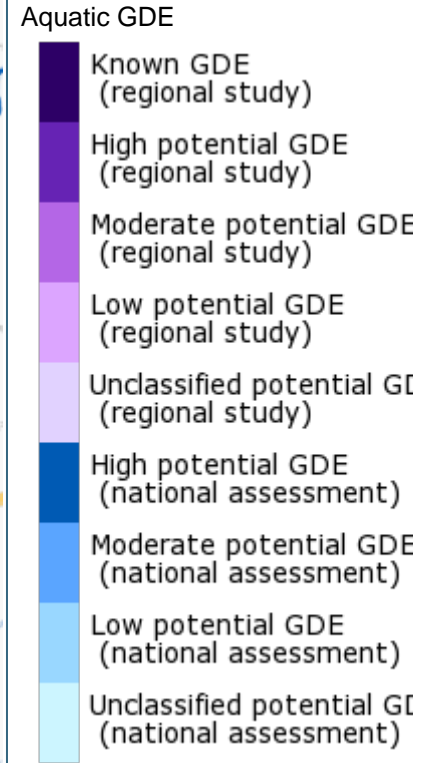 Aquatic GDE
Known GDE
(regional study)
High potential GDE
(regional study)
Moderate potential GDE
(regional study)
Low potential GDE
(regional study)
Unclassified potential
(regional study)
High potential GDE
(national assessment)
Moderate potential GDE
(national assessment)
Low potential GDE
(national assessment)
Unclassified potential
(national assessment)